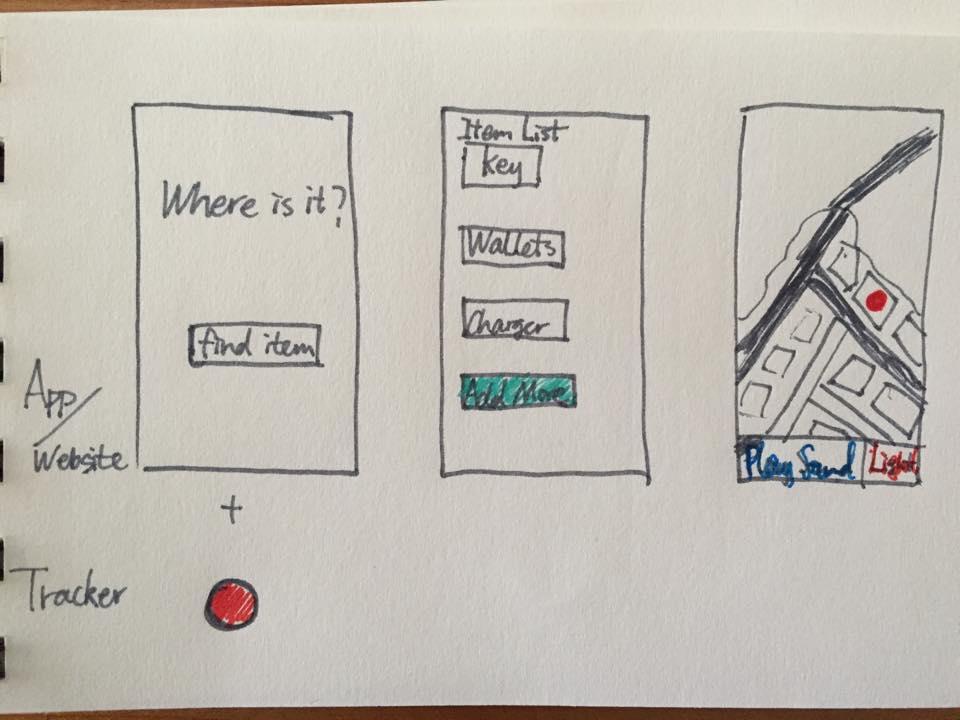 Where is it?
find item
Item List
Key
Wallets
Charger
Add More
Play Sound
Light
App/
Website
+
Tracker